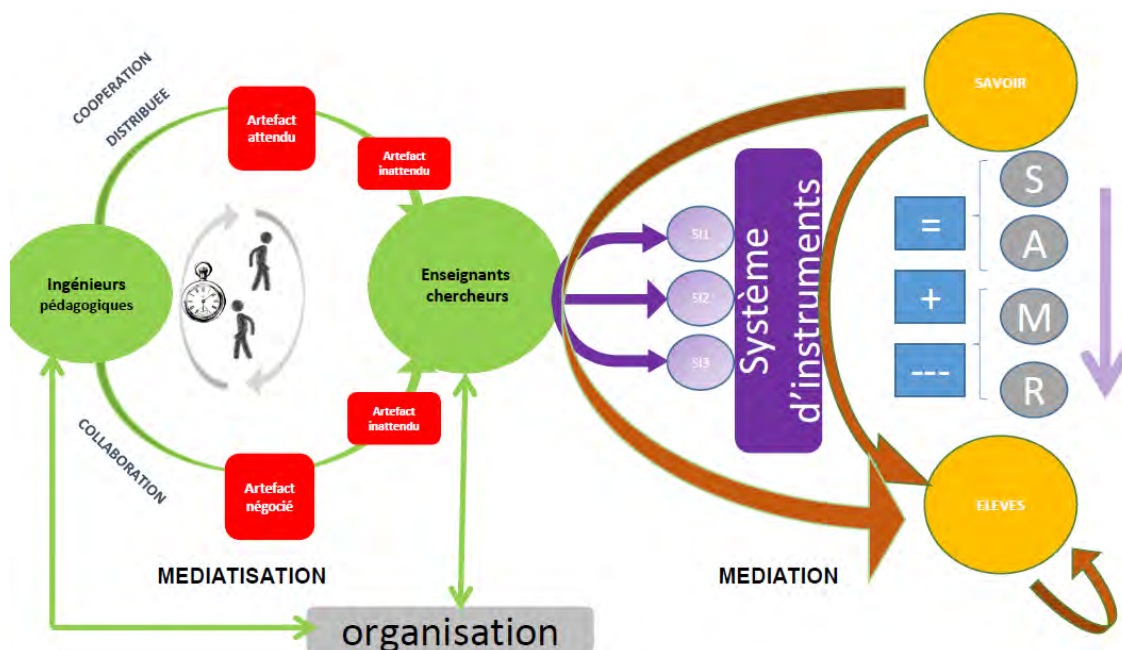 COOPERATION
DISTRIBUEE
Artefact
attendu
Artefact
inattendu
Ingénieurs
pédagogiques
Enseignants
chercheurs
Artefact
inattendu
COLLABORATION
Artefact
négocié
MEDIATISATION
organisation
SI1
SI2
SI3
Système
d'instruments
MEDIATION
SAVOIR
=
+
---
S
A
M
R
ELEVES